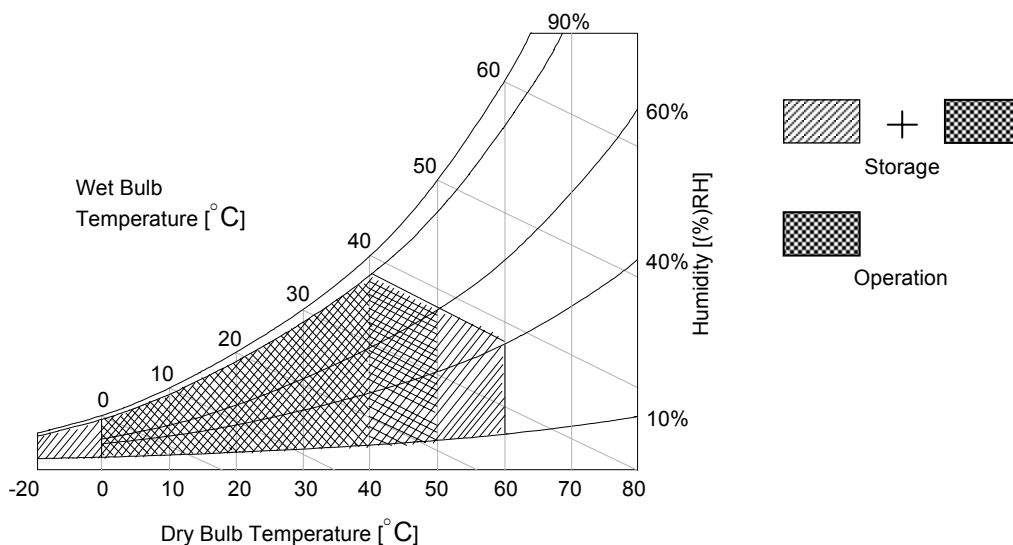 90%
60
60%
50
Wet Bulb
Temperature [°C]
Humidity [(%)RH]
Storage
40
40%
Operation
30
20
10
0
10%
-20 0 10 20 30 40 50 60 70 80
Dry Bulb Temperature [°C]